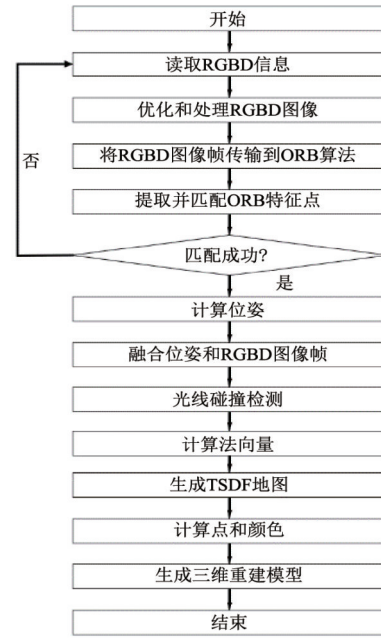 开始
读取RGBD信息
优化和处理RGBD图像
将RGBD图像帧传输到ORB算法
否
提取并匹配ORB特征点
匹配成功?
是
计算位姿
融合位姿和RGBD图像帧
光线碰撞检测
计算法向量
生成TSDF地图
计算点和颜色
生成三维重建模型
结束